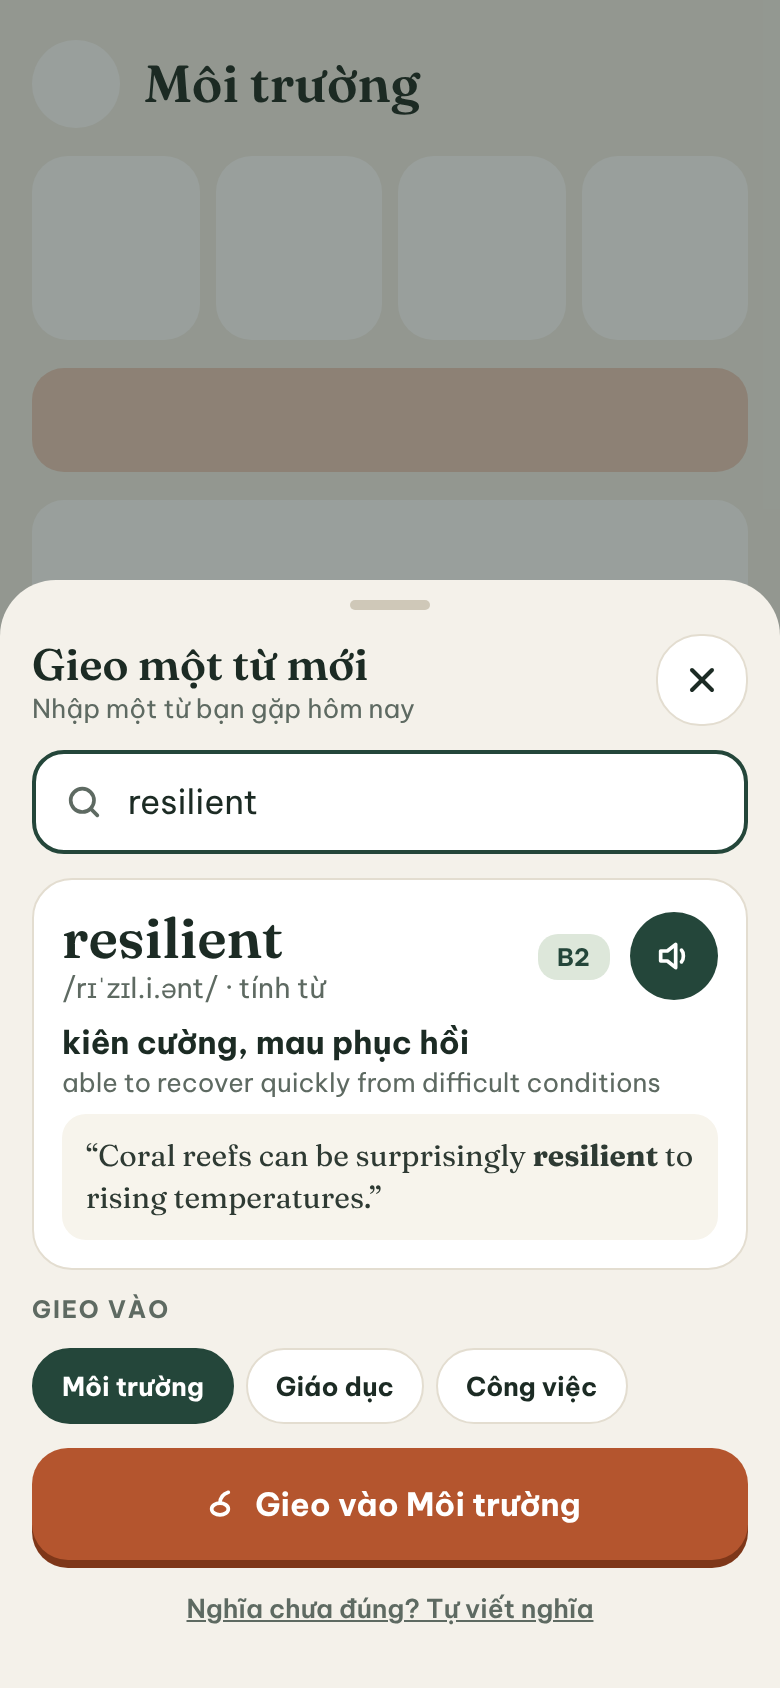 Môi trường
Gieo một từ mới
Nhập một từ bạn gặp hôm nay
resilient
resilient
/rɪˈzɪl.i.ənt/ · tính từ
B2
kiên cường, mau phục hồi
able to recover quickly from difficult conditions
“Coral reefs can be surprisingly resilient to
rising temperatures.”
GIEO VÀO
Môi trường
Giáo dục
Công việc
Gieo vào Môi trường
Nghĩa chưa đúng? Tự viết nghĩa